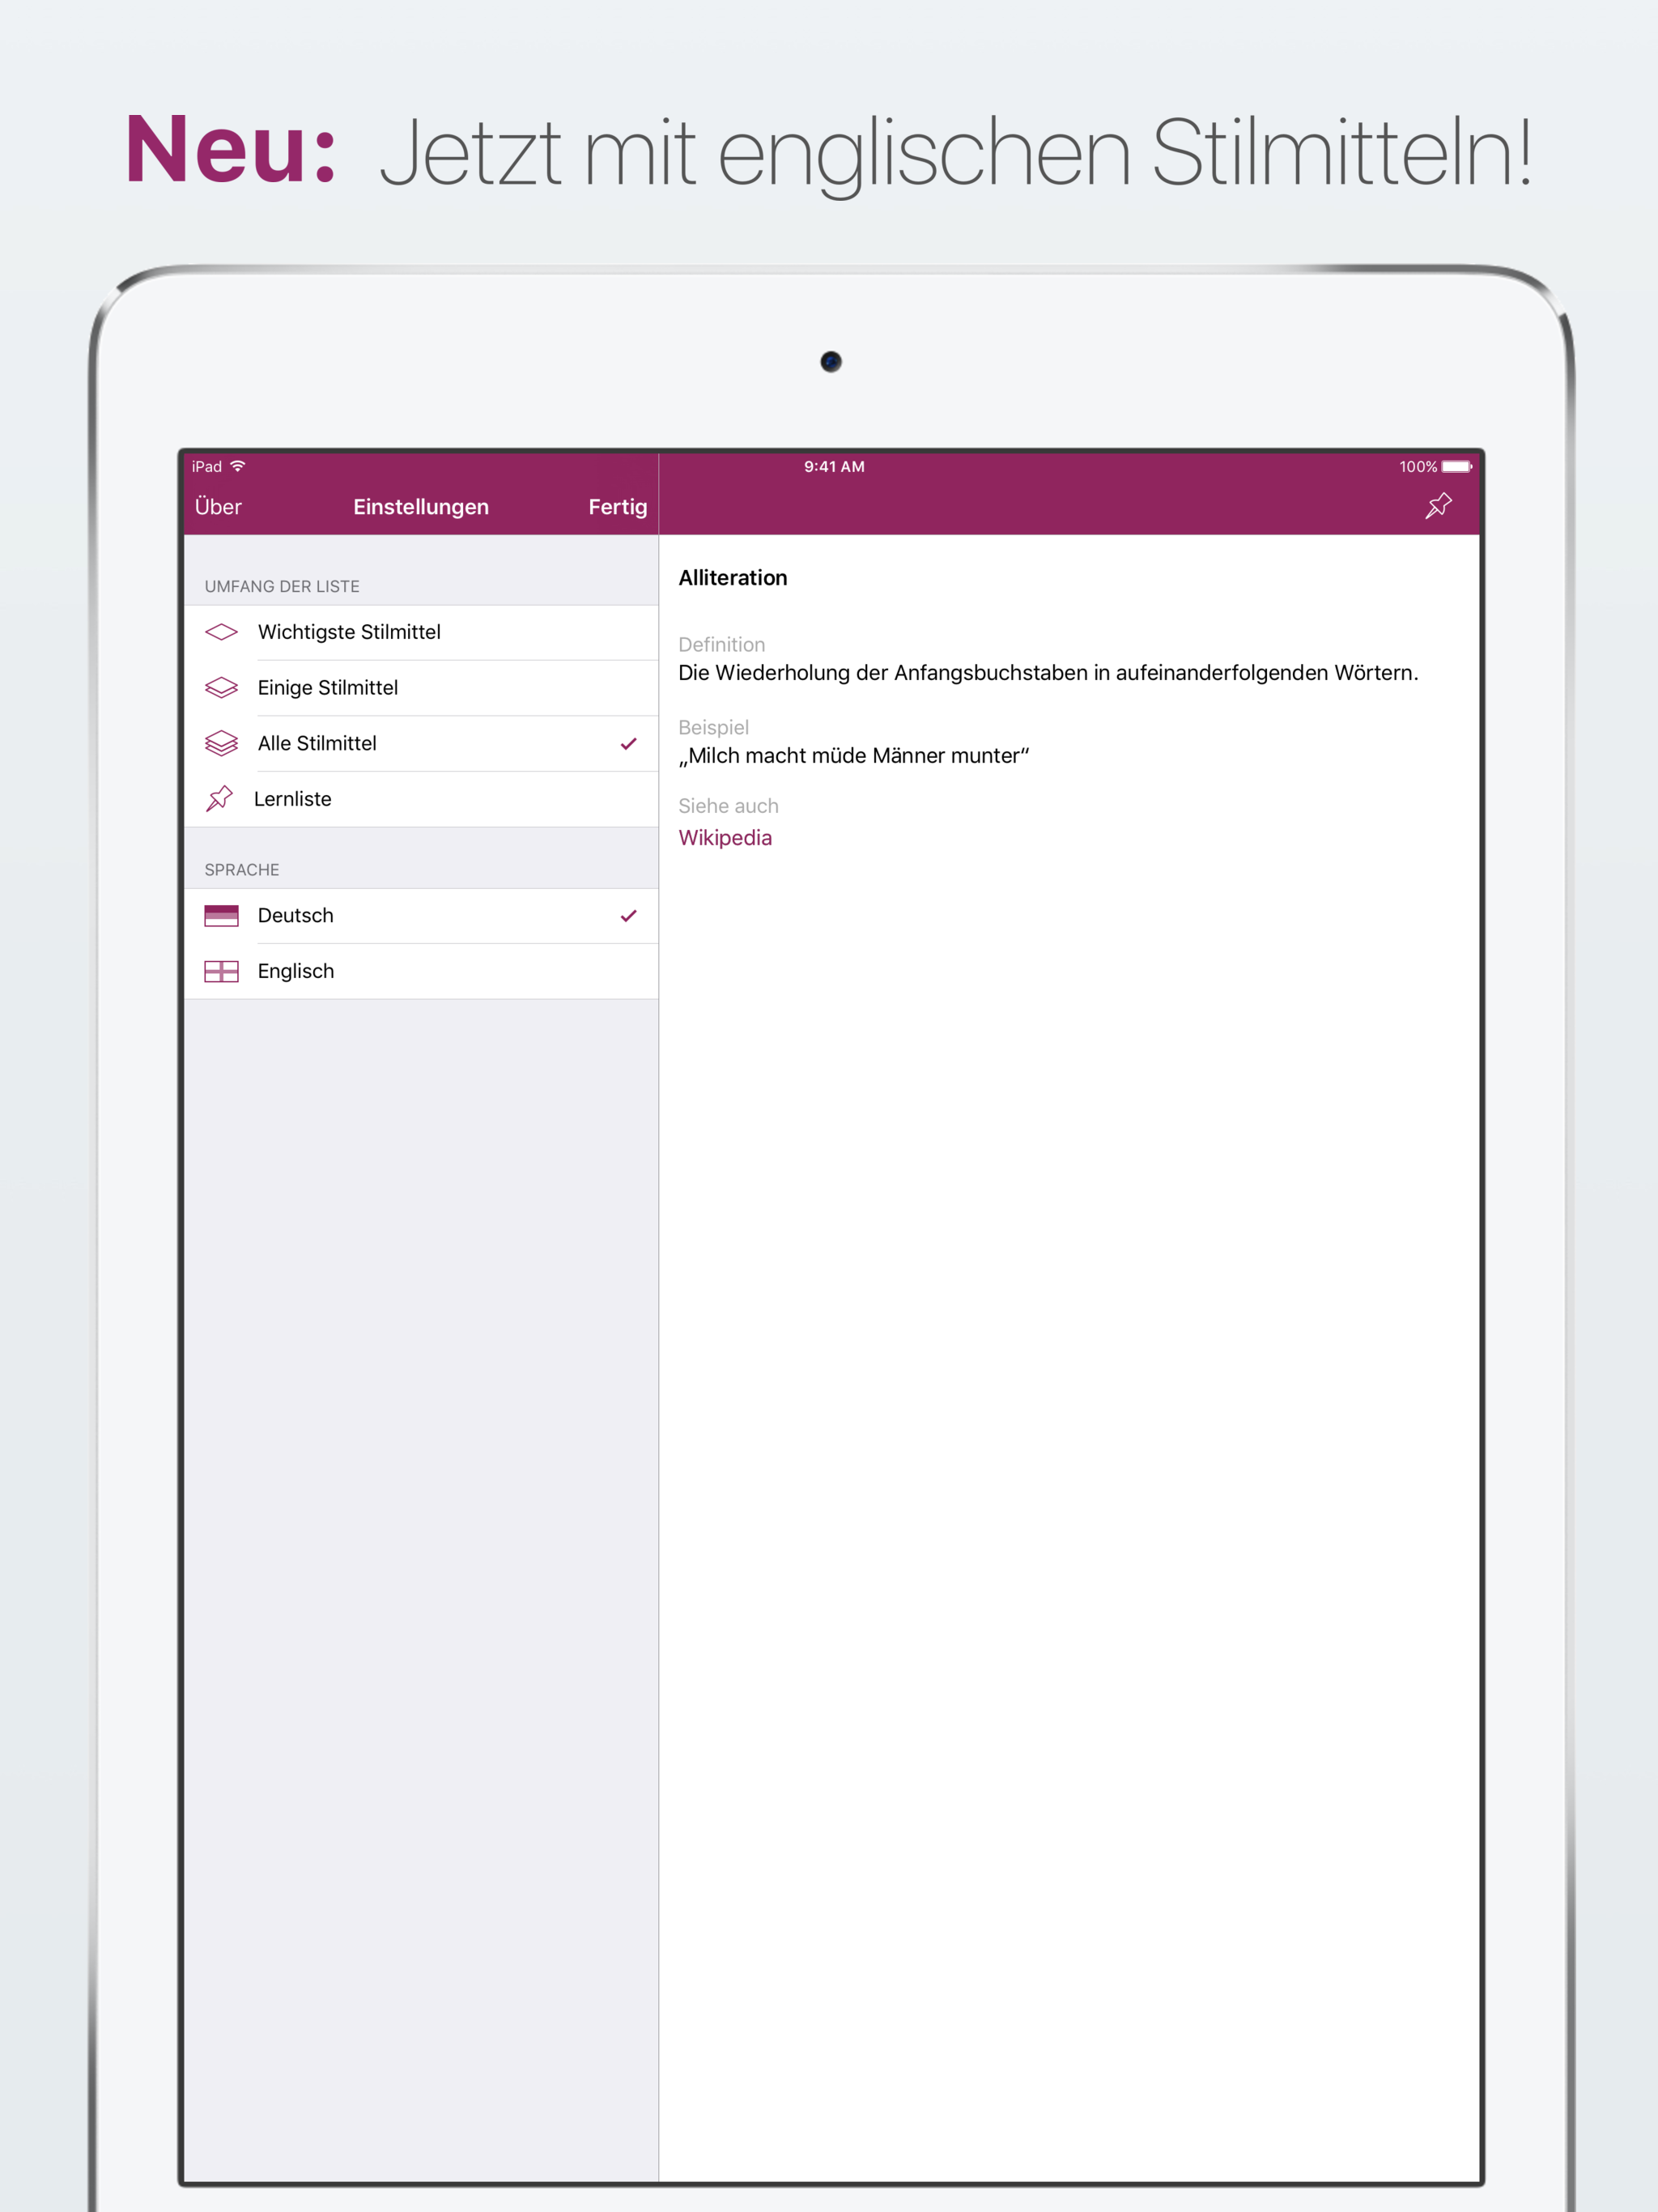 Neu: Jetzt mit englischen Stilmitteln!
iPad 9:41 AM 100%
Über Einstellungen Fertig
UMFANG DER LISTE
Wichtigste Stilmittel
Einige Stilmittel
Alle Stilmittel
Lernliste
SPRACHE
Deutsch
Englisch
Alliteration
Definition
Die Wiederholung der Anfangsbuchstaben in aufeinanderfolgenden Wörtern.
Beispiel
„Milch macht müde Männer munter“
Siehe auch
Wikipedia